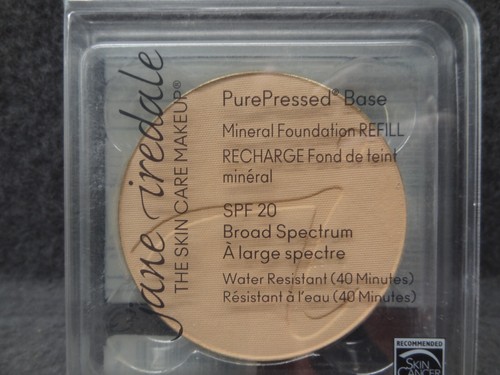 jane iredale
THE SKIN CARE MAKEUP®
PurePressed® Base
Mineral Foundation REFILL
RECHARGE Fond de teint
minéral
SPF 20
Broad Spectrum
À large spectre
Water Resistant (40 Minutes)
Résistant à l'eau (40 Minutes)
RECOMMENDED
SKIN
CANCER